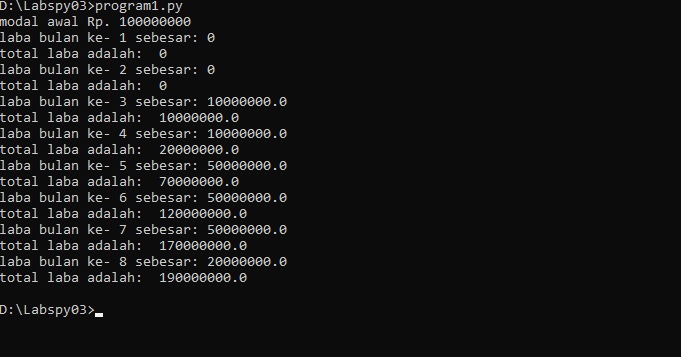 D:\Labspy03>program1.py
modal awal Rp. 100000000
laba bulan ke- 1 sebesar: 0
total laba adalah:  0
laba bulan ke- 2 sebesar: 0
total laba adalah:  0
laba bulan ke- 3 sebesar: 10000000.0
total laba adalah:  10000000.0
laba bulan ke- 4 sebesar: 10000000.0
total laba adalah:  20000000.0
laba bulan ke- 5 sebesar: 50000000.0
total laba adalah:  70000000.0
laba bulan ke- 6 sebesar: 50000000.0
total laba adalah:  120000000.0
laba bulan ke- 7 sebesar: 50000000.0
total laba adalah:  170000000.0
laba bulan ke- 8 sebesar: 20000000.0
total laba adalah:  190000000.0
D:\Labspy03>